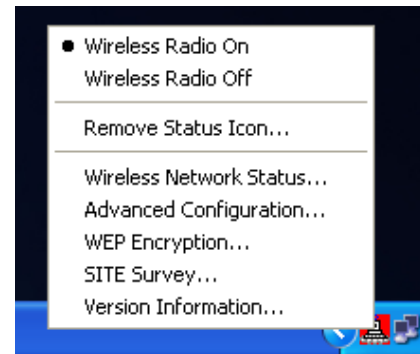 Wireless Radio On
Wireless Radio Off
Remove Status Icon...
Wireless Network Status...
Advanced Configuration...
WEP Encryption...
SITE Survey...
Version Information...